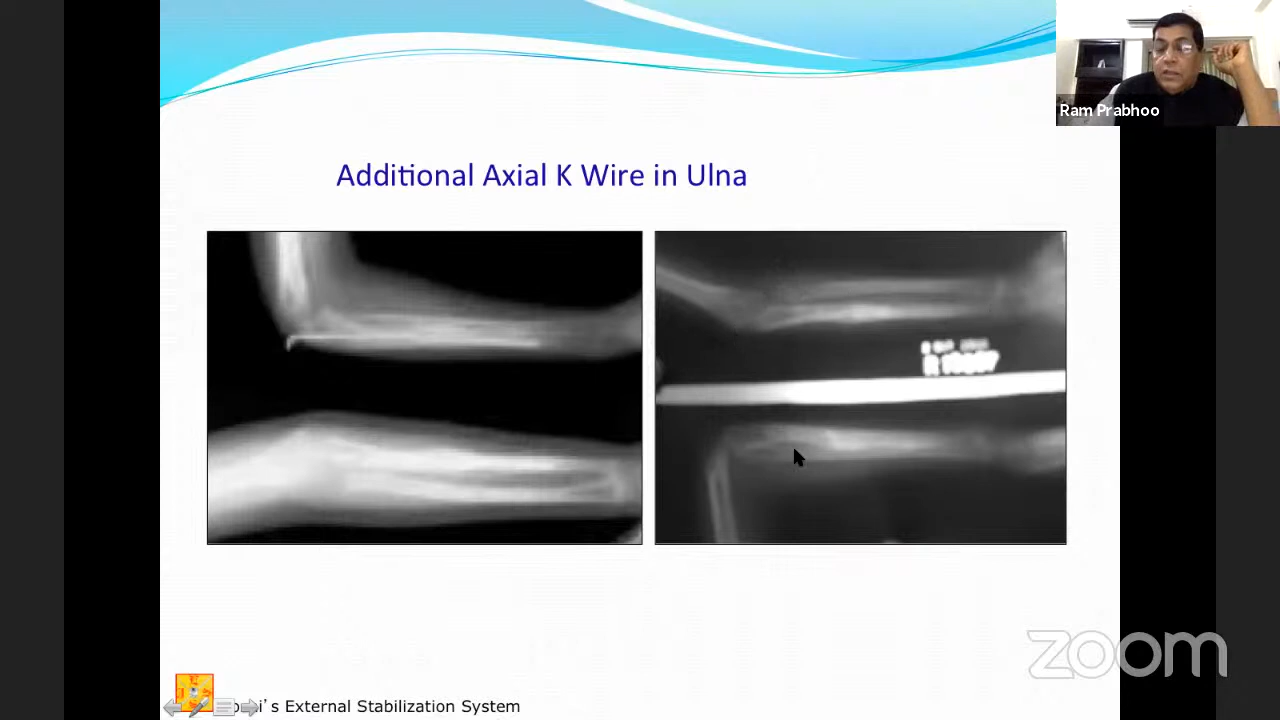 Ram Prabhoo
Additional Axial K Wire in Ulna
zoom
's External Stabilization System